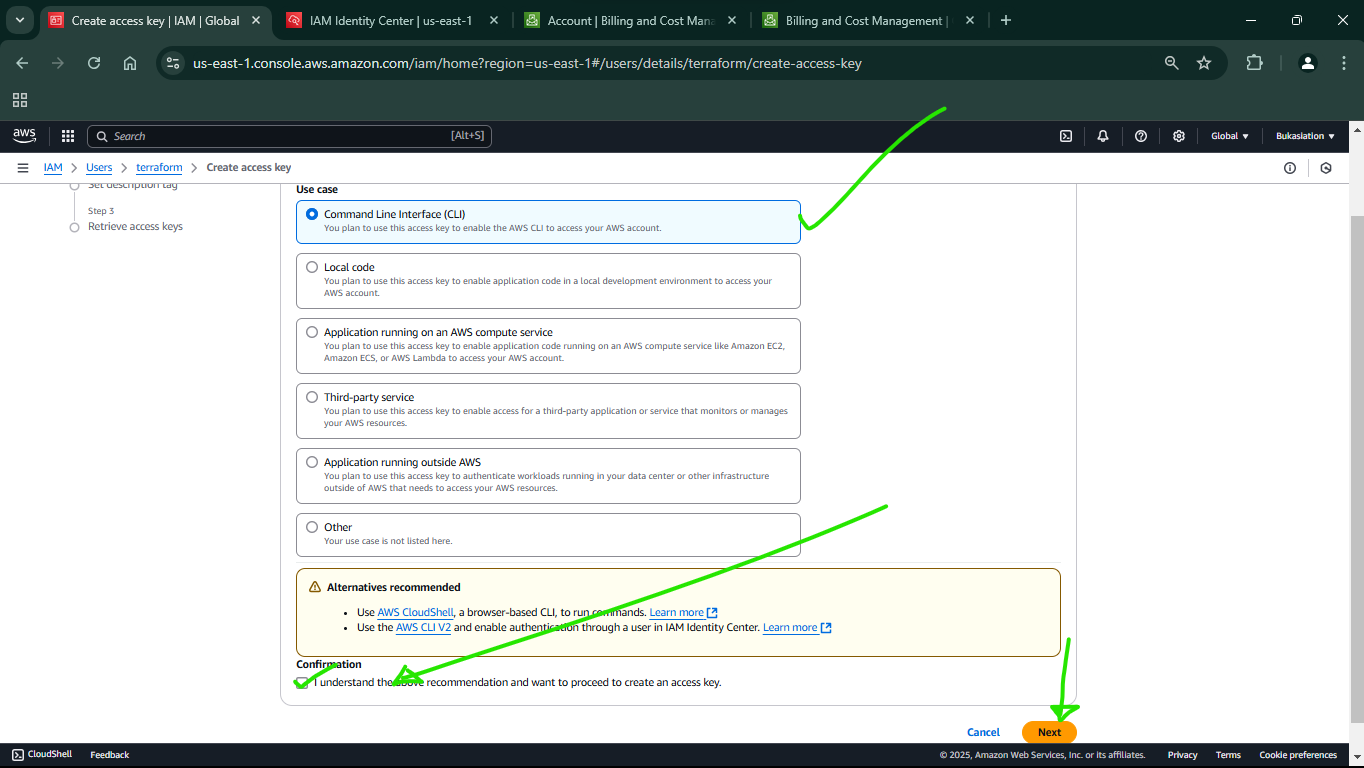 Create access key | IAM | Global
IAM Identity Center | us-east-1
Account | Billing and Cost Mana
Billing and Cost Management |
us-east-1.console.aws.amazon.com/iam/home?region=us-east-1#/users/details/terraform/create-access-key
aws
Search
[Alt+S]
Global
Bukasiation
IAM
Users
terraform
Create access key
Set description tag
Step 3
Retrieve access keys
Use case
Command Line Interface (CLI)
You plan to use this access key to enable the AWS CLI to access your AWS account.
Local code
You plan to use this access key to enable application code in a local development environment to access your
AWS account.
Application running on an AWS compute service
You plan to use this access key to enable application code running on an AWS compute service like Amazon EC2,
Amazon ECS, or AWS Lambda to access your AWS account.
Third-party service
You plan to use this access key to enable access for a third-party application or service that monitors or manages
your AWS resources.
Application running outside AWS
You plan to use this access key to authenticate workloads running in your data center or other infrastructure
outside of AWS that needs to access your AWS resources.
Other
Your use case is not listed here.
Alternatives recommended
Use AWS CloudShell, a browser-based CLI, to run commands. Learn more
Use the AWS CLI V2 and enable authentication through a user in IAM Identity Center. Learn more
Confirmation
I understand the above recommendation and want to proceed to create an access key.
Cancel
Next
CloudShell
Feedback
© 2025, Amazon Web Services, Inc. or its affiliates.
Privacy
Terms
Cookie preferences